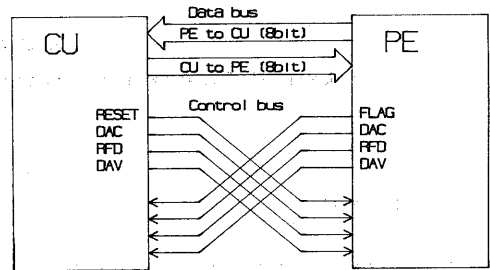 Data bus
CU
PE to CU (8bit)
PE
CU to PE (8bit)
Control bus
RESET
DAC
RFD
DAV
FLAG
DAC
RFD
DAV